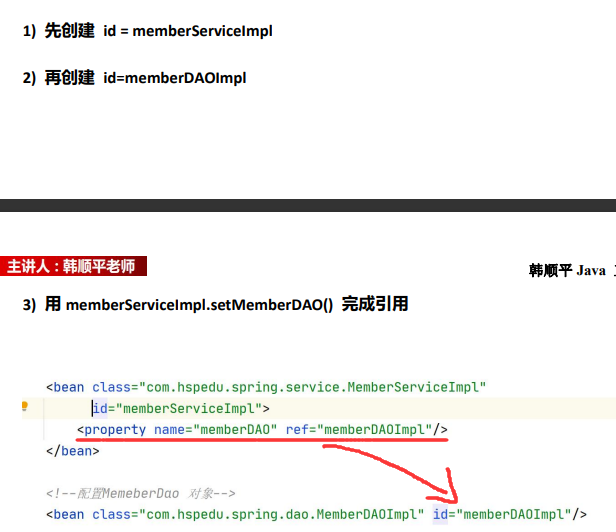 1) 先创建 id = memberServiceImpl
2) 再创建 id=memberDAOImpl
主讲人：韩顺平老师
韩顺平 Java
3) 用 memberServiceImpl.setMemberDAO() 完成引用
<bean class="com.hspedu.spring.service.MemberServiceImpl"
id="memberServiceImpl">
<property name="memberDAO" ref="memberDAOImpl"/>
</bean>
<!--配置MemeberDao 对象-->
<bean class="com.hspedu.spring.dao.MemberDAOImpl" id="memberDAOImpl"/>